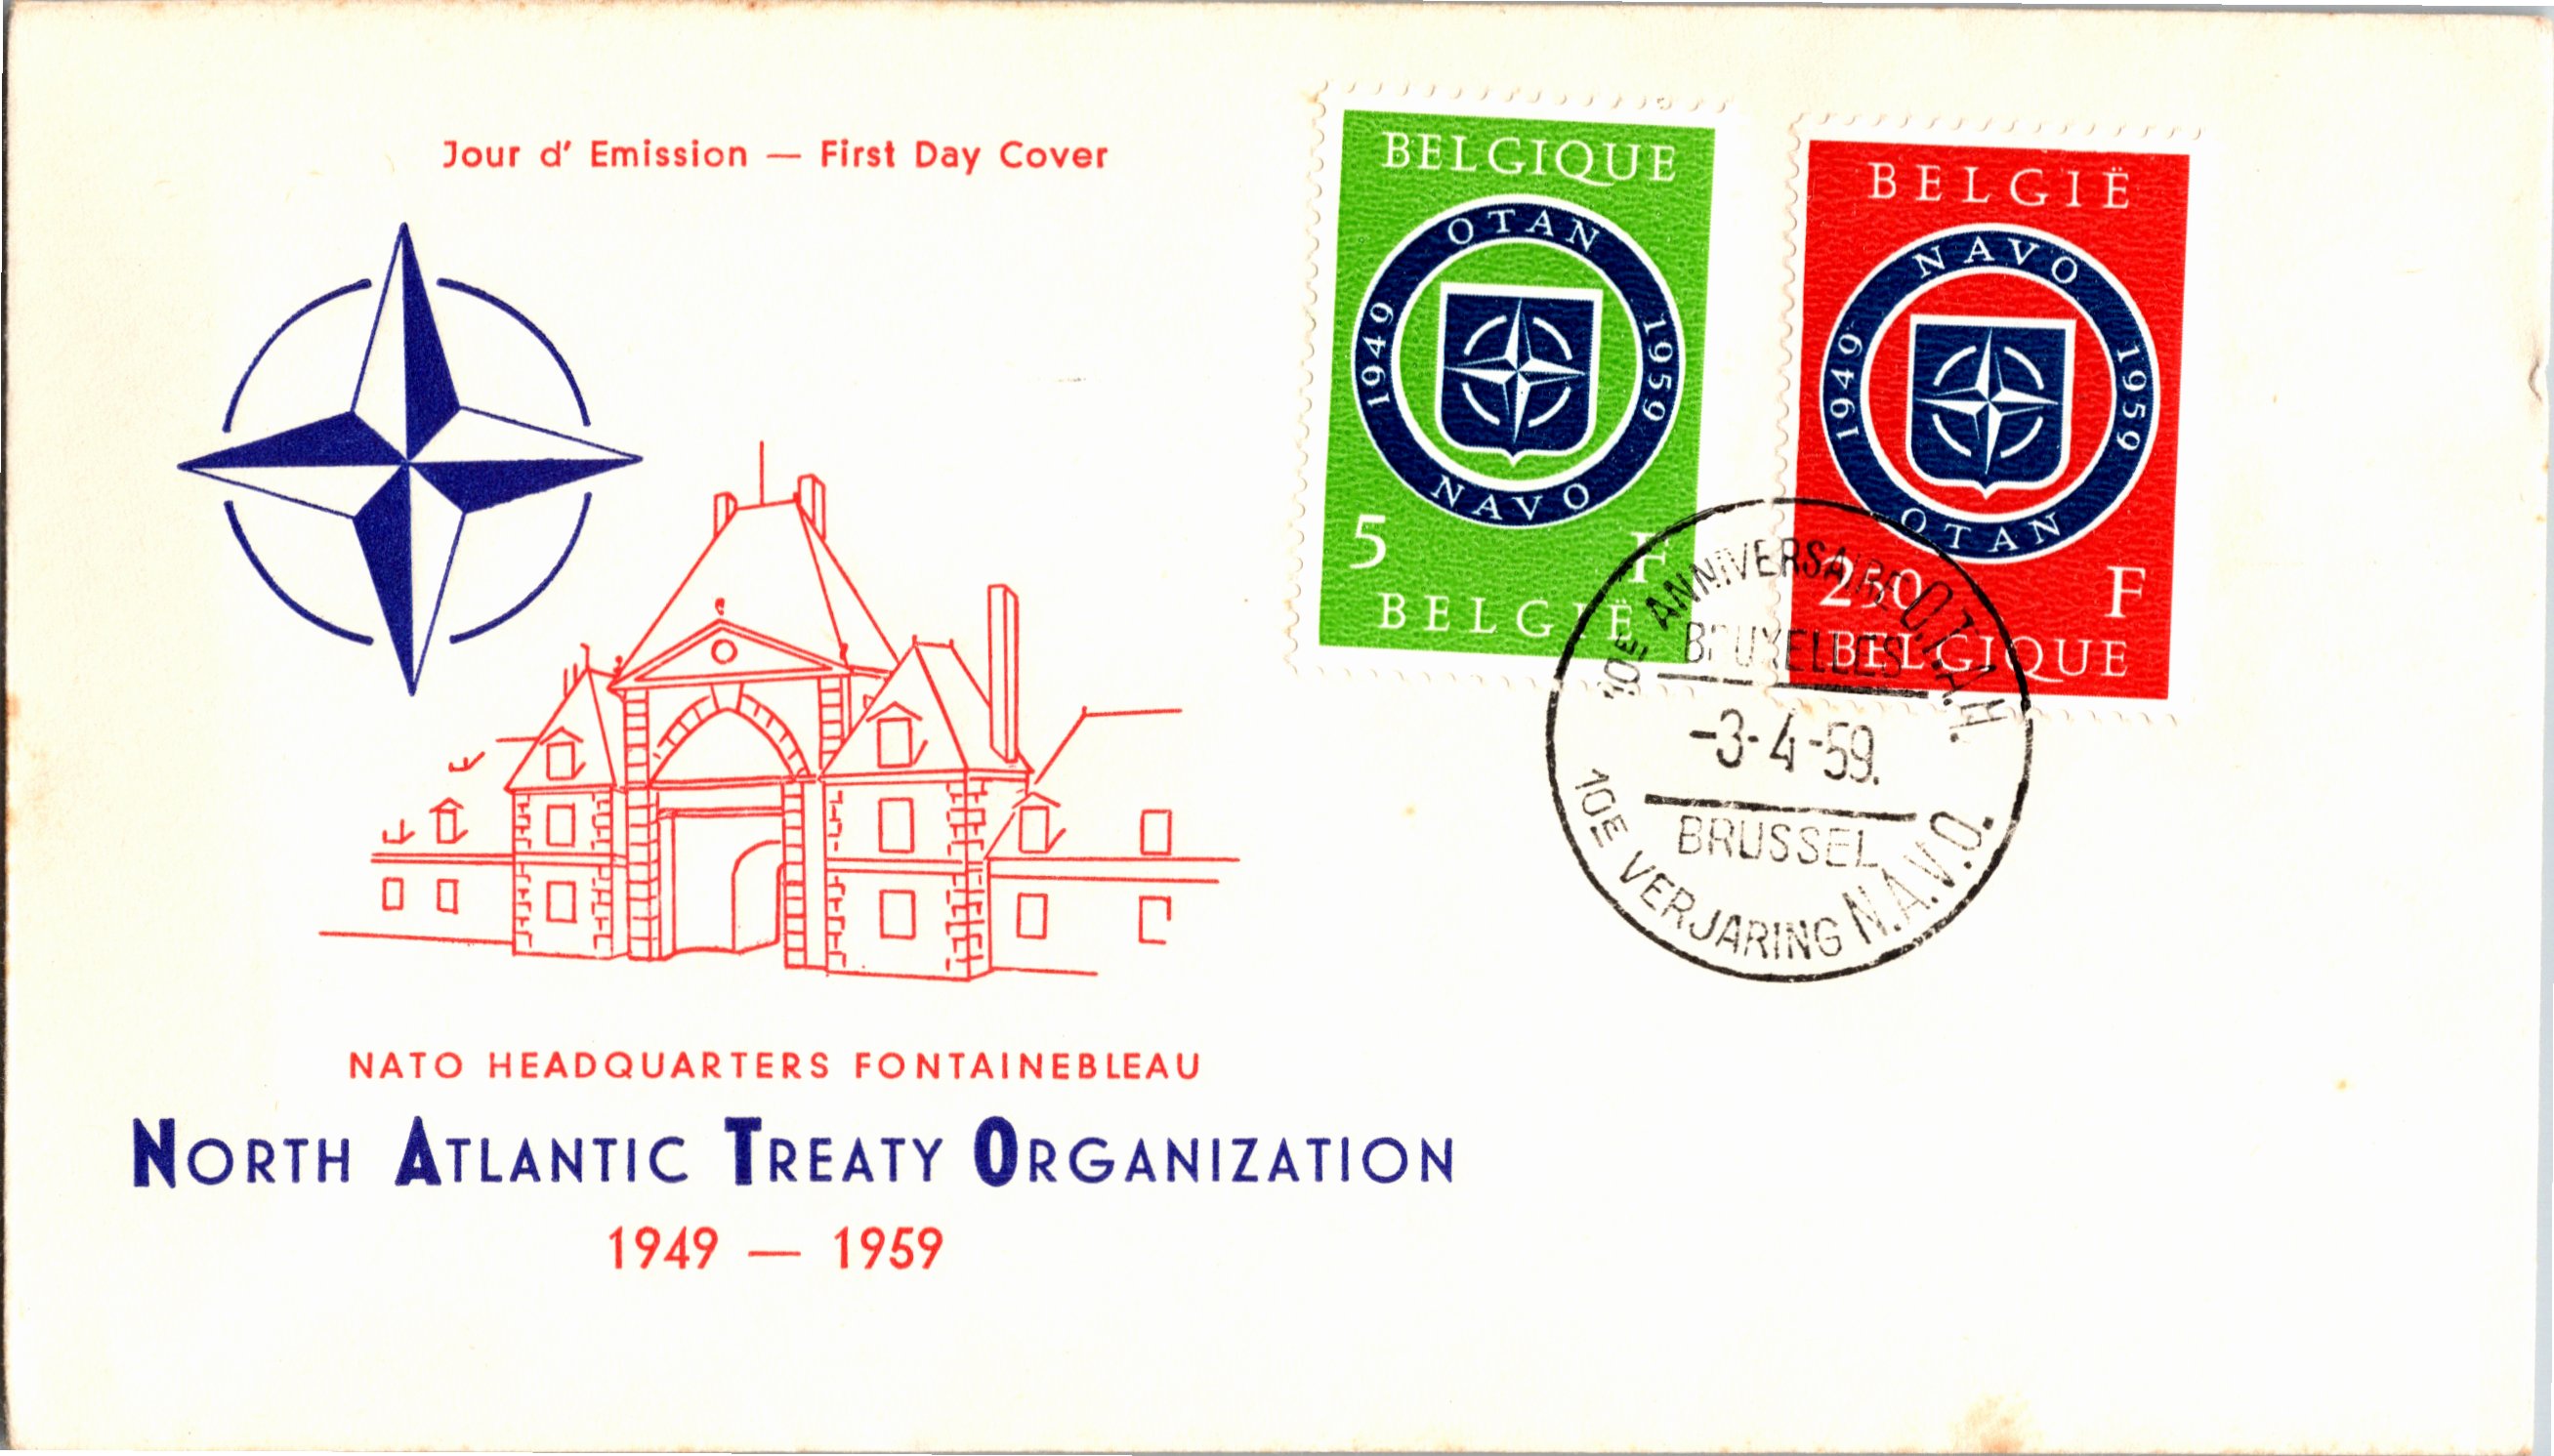 Jour d' Emission — First Day Cover
NATO HEADQUARTERS FONTAINEBLEAU
NORTH ATLANTIC TREATY ORGANIZATION
1949 — 1959
BELGIQUE
OTAN
1949
1959
NAVO
5 F
BELGIË
BELGIË
NAVO
1949
1959
OTAN
2 50 F
BELGIQUE
10E ANNIVERSAIRE O.T.A.N.
BRUXELLES
-3-4-59.
BRUSSEL
10E VERJARING N.A.V.O.